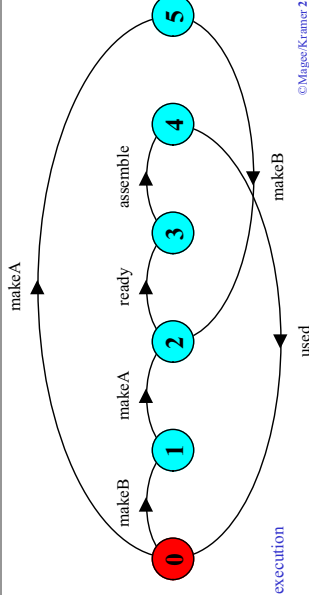 makeA
makeB
makeA
ready
assemble
0
1
2
3
4
5
makeB
used
execution
©Magee/Kramer 2